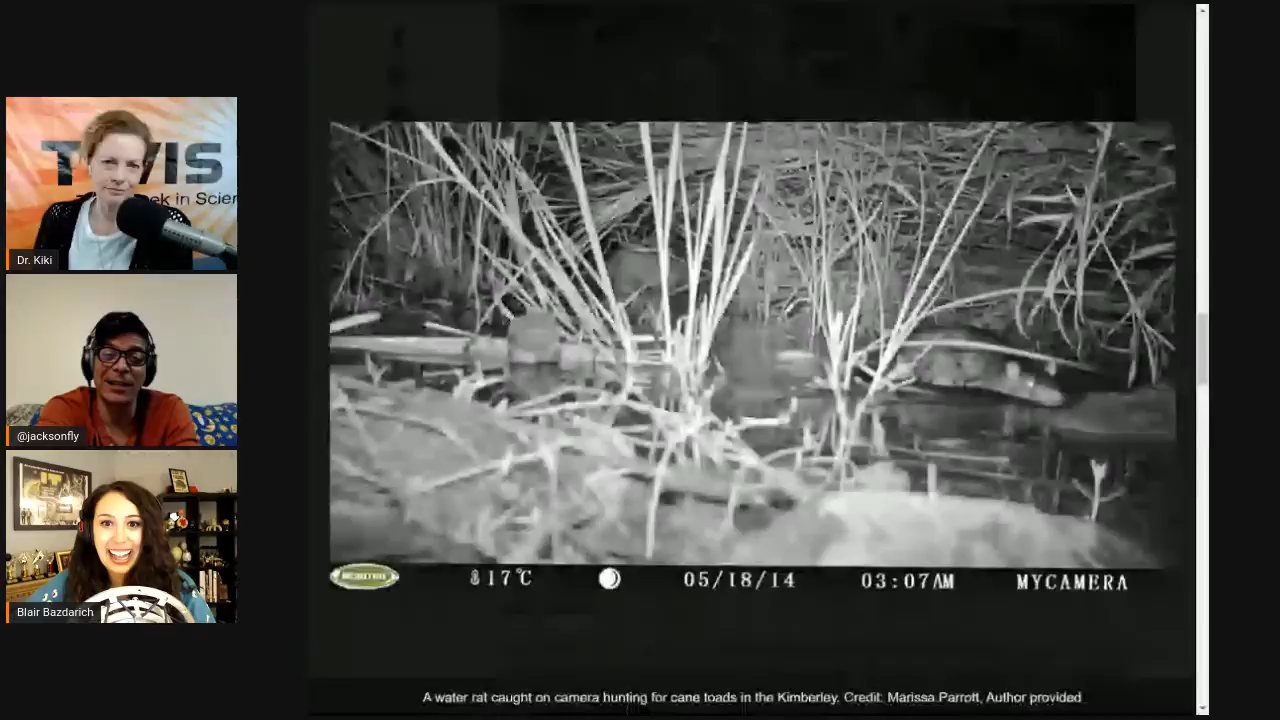 TWIS
Dr. Kiki
@jacksonfly
Blair Bazdarich
17°C
05/18/14
03:07AM
MYCAMERA
A water rat caught on camera hunting for cane toads in the Kimberley. Credit: Marissa Parrott, Author provided